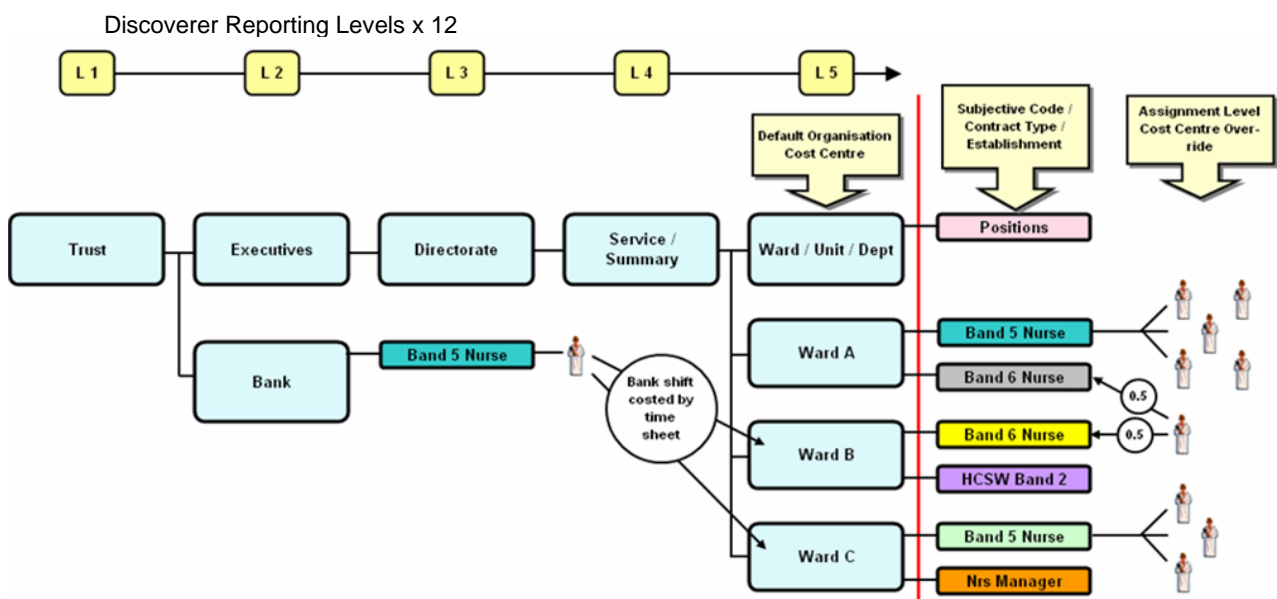 Discoverer Reporting Levels x 12
L 1
L 2
L 3
L 4
L 5
Default Organisation
Cost Centre
Subjective Code /
Contract Type /
Establishment
Assignment Level
Cost Centre Over-
ride
Trust
Executives
Directorate
Service /
Summary
Ward / Unit / Dept
Positions
Bank
Band 5 Nurse
Bank shift
costed by
time
sheet
Ward A
Band 5 Nurse
Band 6 Nurse
0.5
Ward B
Band 6 Nurse
0.5
HCSW Band 2
Ward C
Band 5 Nurse
Nrs Manager